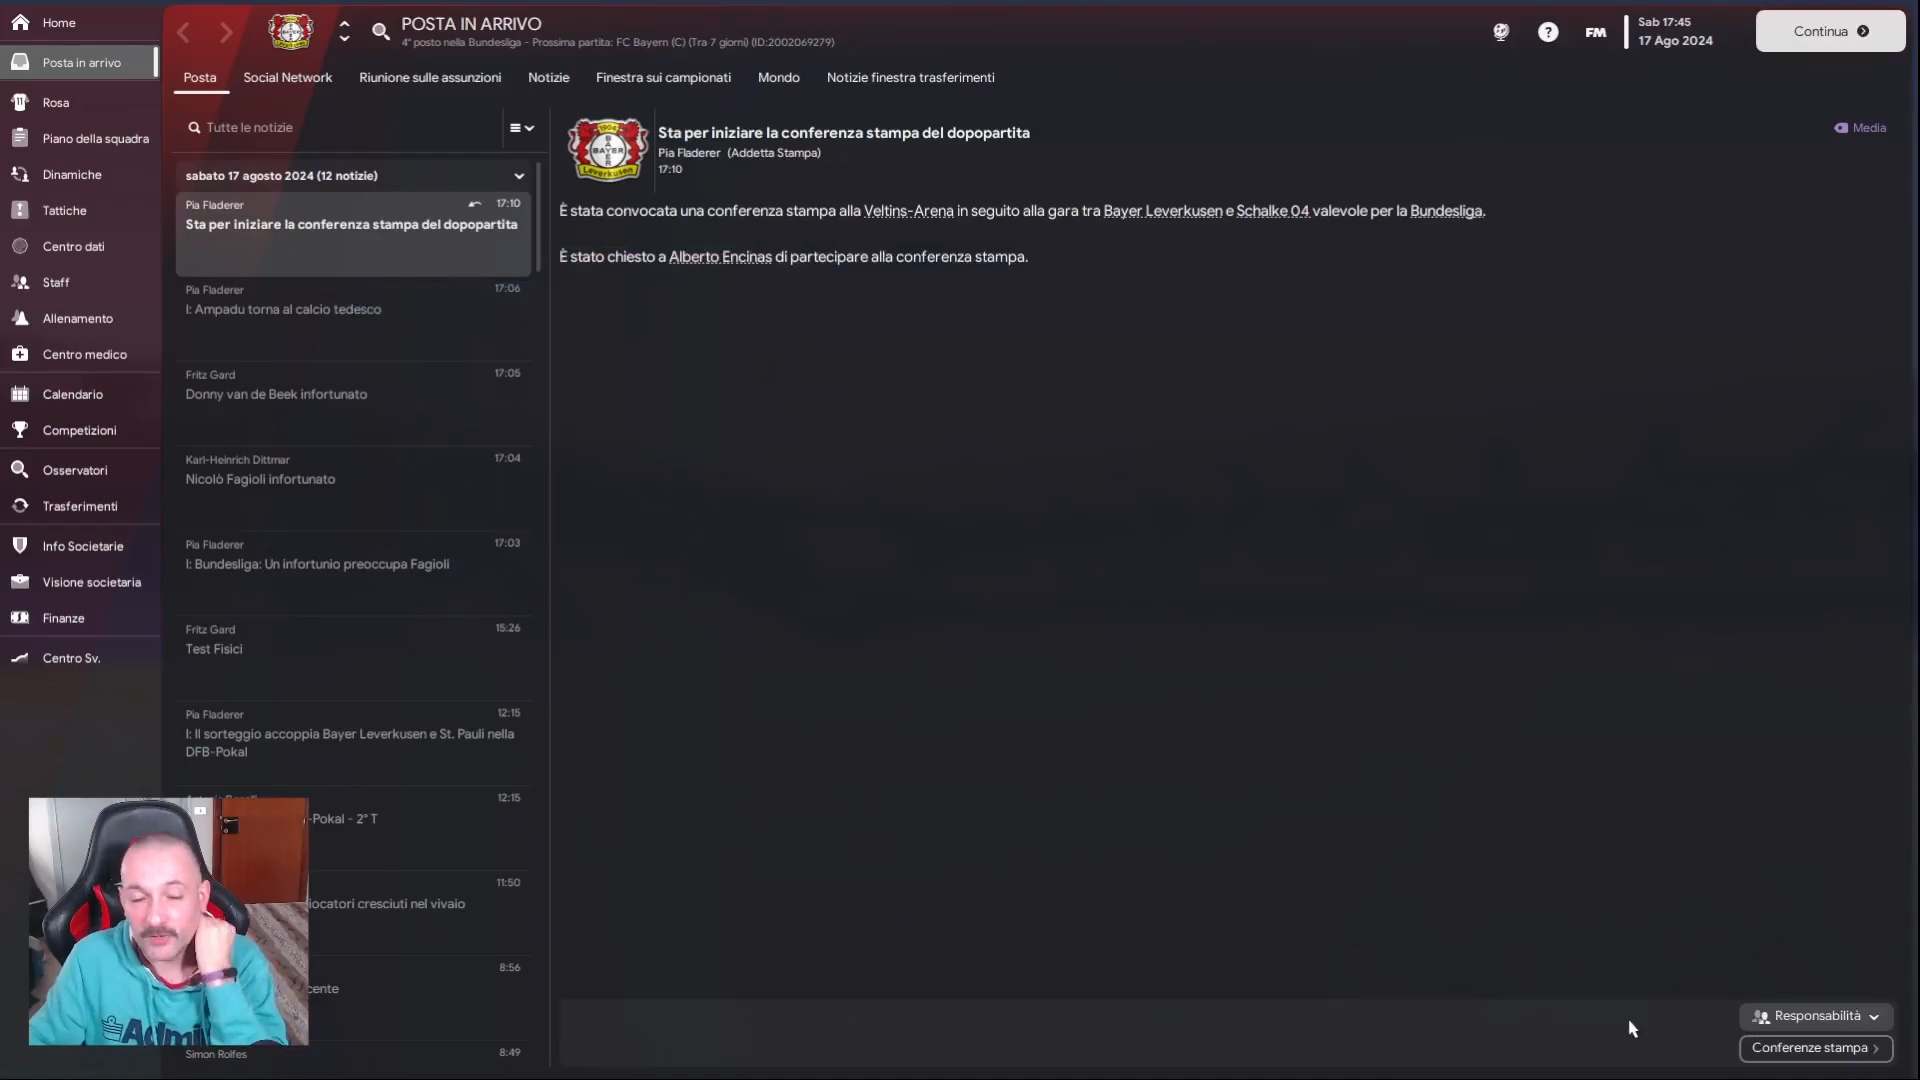 Home
Posta in arrivo
Rosa
Piano della squadra
Dinamiche
Tattiche
Centro dati
Staff
Allenamento
Centro medico
Calendario
Competizioni
Osservatori
Trasferimenti
Info Societarie
Visione societaria
Finanze
Centro Sv.
POSTA IN ARRIVO
4° posto nella Bundesliga - Prossima partita: FC Bayern (C) (Tra 7 giorni) (ID:2002069279)
FM
Sab 17:45
17 Ago 2024
Continua
Posta
Social Network
Riunione sulle assunzioni
Notizie
Finestra sui campionati
Mondo
Notizie finestra trasferimenti
Tutte le notizie
sabato 17 agosto 2024 (12 notizie)
Pia Fladerer 17:10
Sta per iniziare la conferenza stampa del dopopartita
Pia Fladerer 17:06
I: Ampadu torna al calcio tedesco
Fritz Gard 17:05
Donny van de Beek infortunato
Karl-Heinrich Dittmar 17:04
Nicolò Fagioli infortunato
Pia Fladerer 17:03
I: Bundesliga: Un infortunio preoccupa Fagioli
Fritz Gard 15:26
Test Fisici
Pia Fladerer 12:15
I: Il sorteggio accoppia Bayer Leverkusen e St. Pauli nella
DFB-Pokal
12:15
-Pokal - 2° T
11:50
iocatori cresciuti nel vivaio
8:56
cente
Simon Rolfes 8:49
1904
BAYER
BAYER
Leverkusen
Sta per iniziare la conferenza stampa del dopopartita
Pia Fladerer (Addetta Stampa)
17:10
Media
È stata convocata una conferenza stampa alla Veltins-Arena in seguito alla gara tra Bayer Leverkusen e Schalke 04 valevole per la Bundesliga.
È stato chiesto a Alberto Encinas di partecipare alla conferenza stampa.
Responsabilità
Conferenze stampa